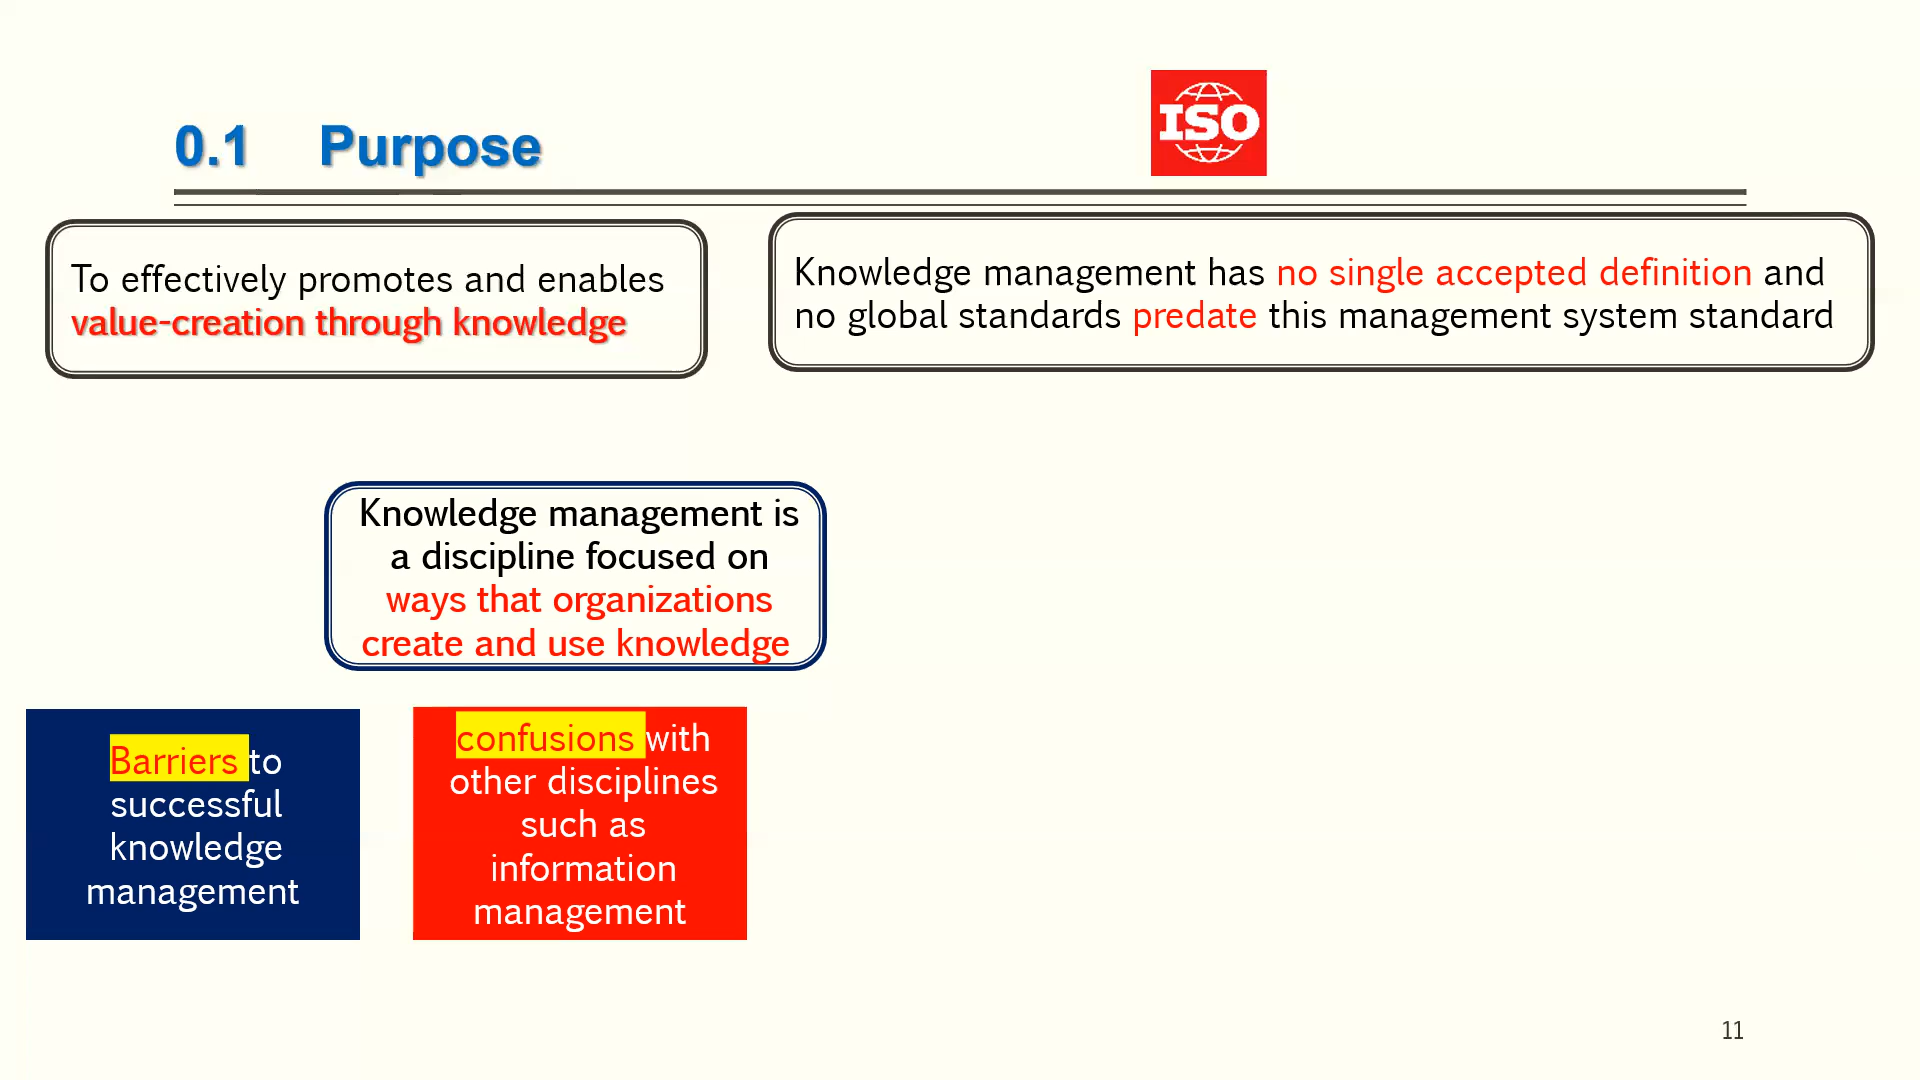 0.1 Purpose
ISO
To effectively promotes and enables
value-creation through knowledge
Knowledge management has no single accepted definition and
no global standards predate this management system standard
Knowledge management is
a discipline focused on
ways that organizations
create and use knowledge
Barriers to
successful
knowledge
management
confusions with
other disciplines
such as
information
management
11